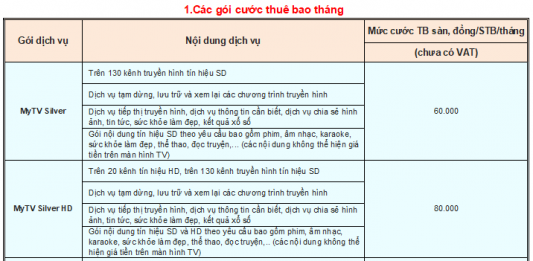 1.Các gói cước thuê bao tháng
Gói dịch vụ
Nội dung dịch vụ
Mức cước TB sàn, đồng/STB/tháng
(chưa có VAT)
MyTV Silver
Trên 130 kênh truyền hình tín hiệu SD
Dịch vụ tạm dừng, lưu trữ và xem lại các chương trình truyền hình
Dịch vụ tiếp thị truyền hình, dịch vụ thông tin cần biết, dịch vụ chia sẻ hình
ảnh, tin tức, sức khỏe làm đẹp, kết quả xổ số
Gói nội dung tín hiệu SD theo yêu cầu bao gồm phim, âm nhạc, karaoke,
sức khỏe làm đẹp, thể thao, đọc truyện,... (các nội dung không thể hiện giá
tiền trên màn hình TV)
60.000
MyTV Silver HD
Trên 20 kênh tín hiệu HD, trên 130 kênh truyền hình tín hiệu SD
Dịch vụ tạm dừng, lưu trữ và xem lại các chương trình truyền hình
Dịch vụ tiếp thị truyền hình, dịch vụ thông tin cần biết, dịch vụ chia sẻ hình
ảnh, tin tức, sức khỏe làm đẹp, kết quả xổ số
Gói nội dung tín hiệu SD và HD theo yêu cầu bao gồm phim, âm nhạc,
karaoke, sức khỏe làm đẹp, thể thao, đọc truyện,.. (các nội dung không thể
hiện giá tiền trên màn hình TV)
80.000